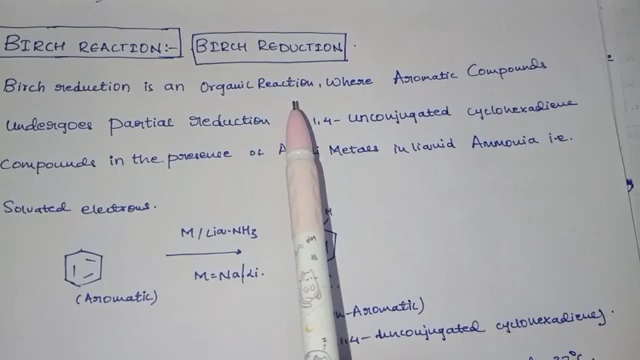 BIRCH REACTION:- BIRCH REDUCTION.
Birch reduction is an Organic Reaction, Where Aromatic Compounds
undergoes partial reduction 1,4- unconjugated cyclohexadiene
Compounds in the presence of Metals in liquid Ammonia i.e.
Solvated electrons.
M/Liq-NH3
M=Na/Li.
(Aromatic)
-Aromatic)
1,4-Unconjugated cyclohexadiene